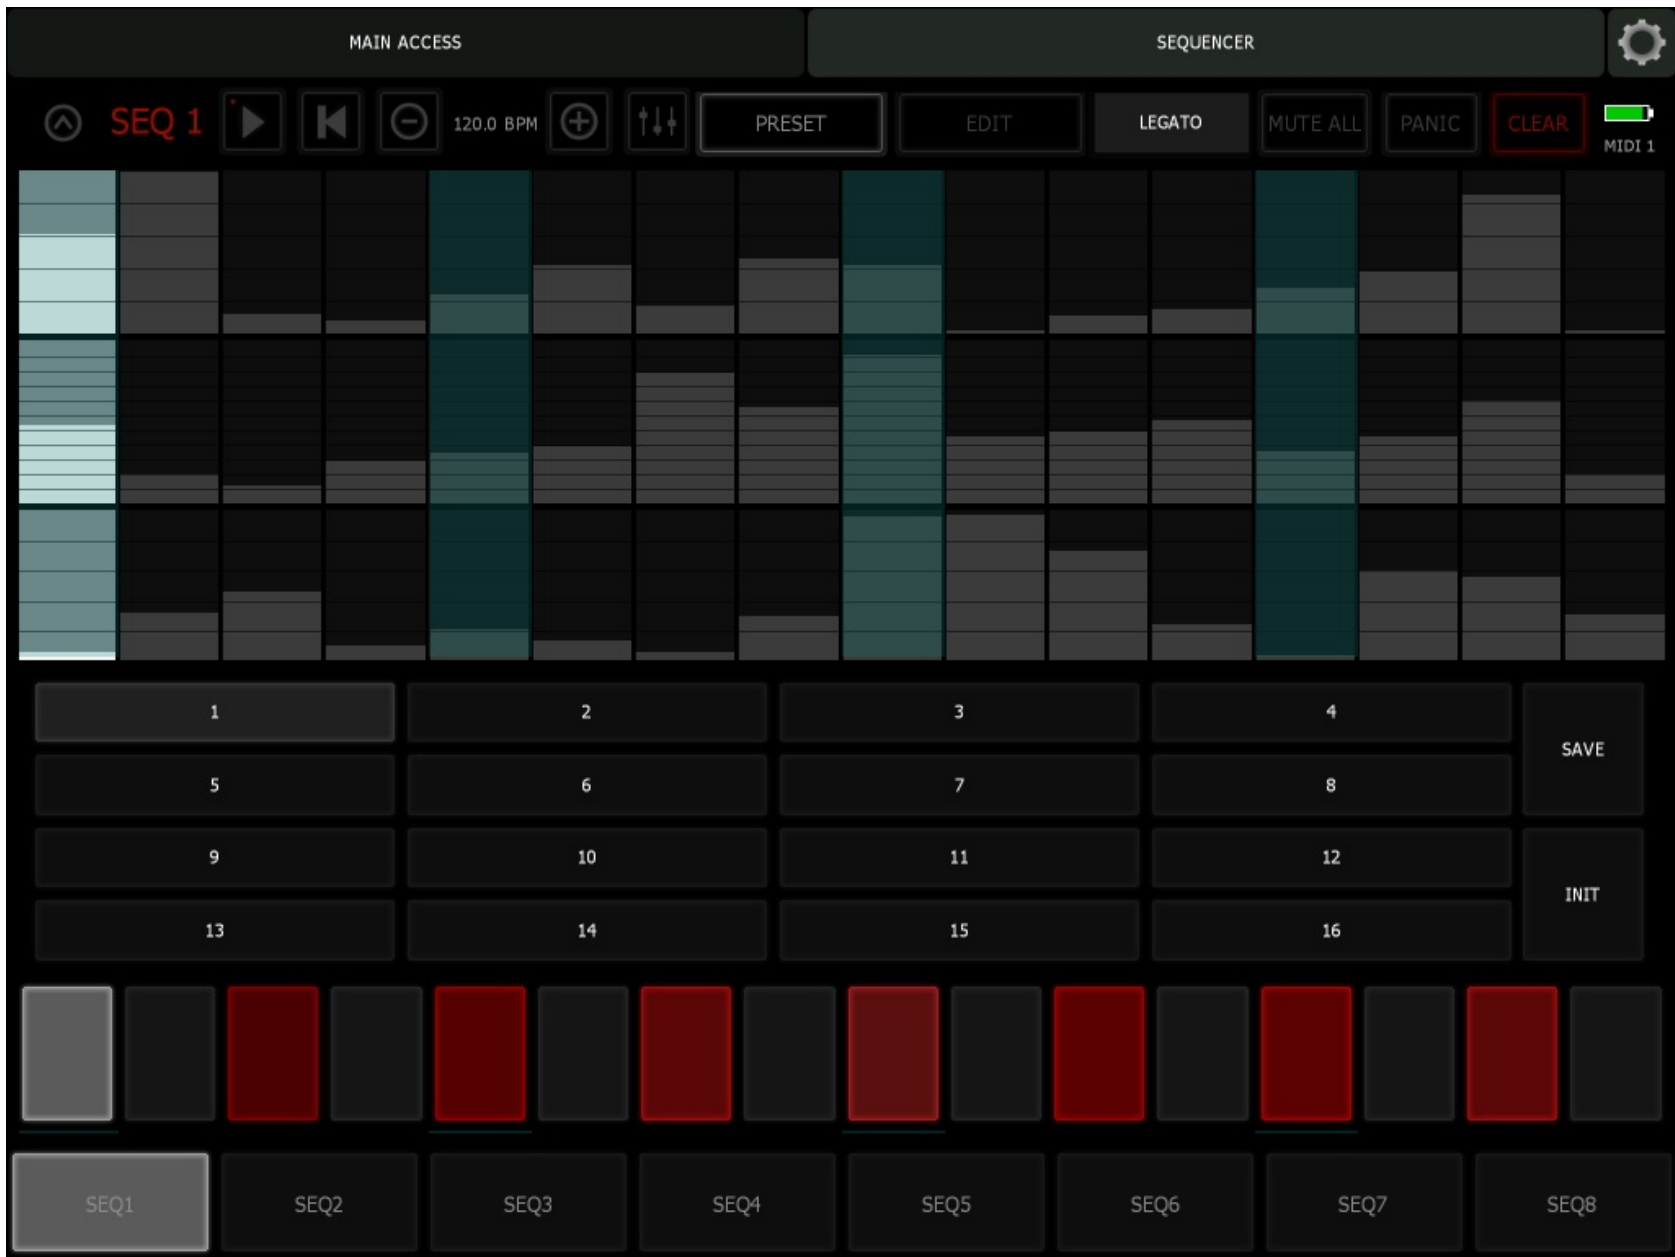 MAIN ACCESS SEQUENCER
SEQ 1 120.0 BPM PRESET EDIT LEGATO MUTE ALL PANIC CLEAR
MIDI 1
1 2 3 4
SAVE
5 6 7 8
9 10 11 12
INIT
13 14 15 16
SEQ1 SEQ2 SEQ3 SEQ4 SEQ5 SEQ6 SEQ7 SEQ8